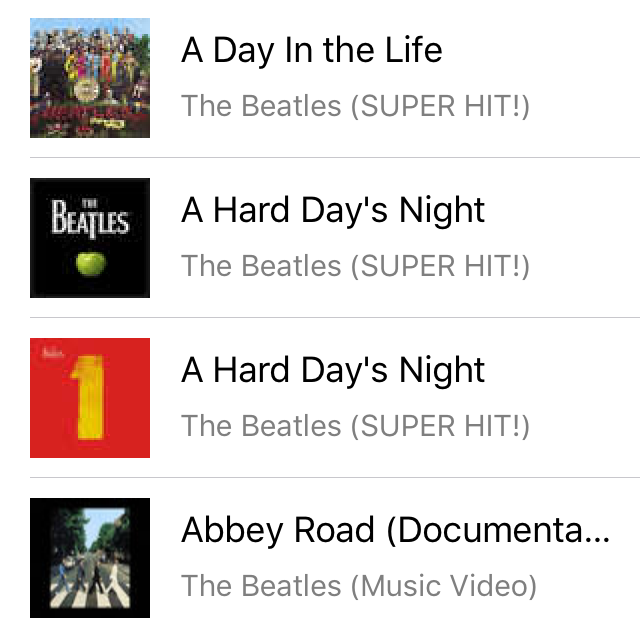 A Day In the Life
The Beatles (SUPER HIT!)
THE
BEATLES
A Hard Day's Night
The Beatles (SUPER HIT!)
Beatles
1
A Hard Day's Night
The Beatles (SUPER HIT!)
Abbey Road (Documenta...
The Beatles (Music Video)